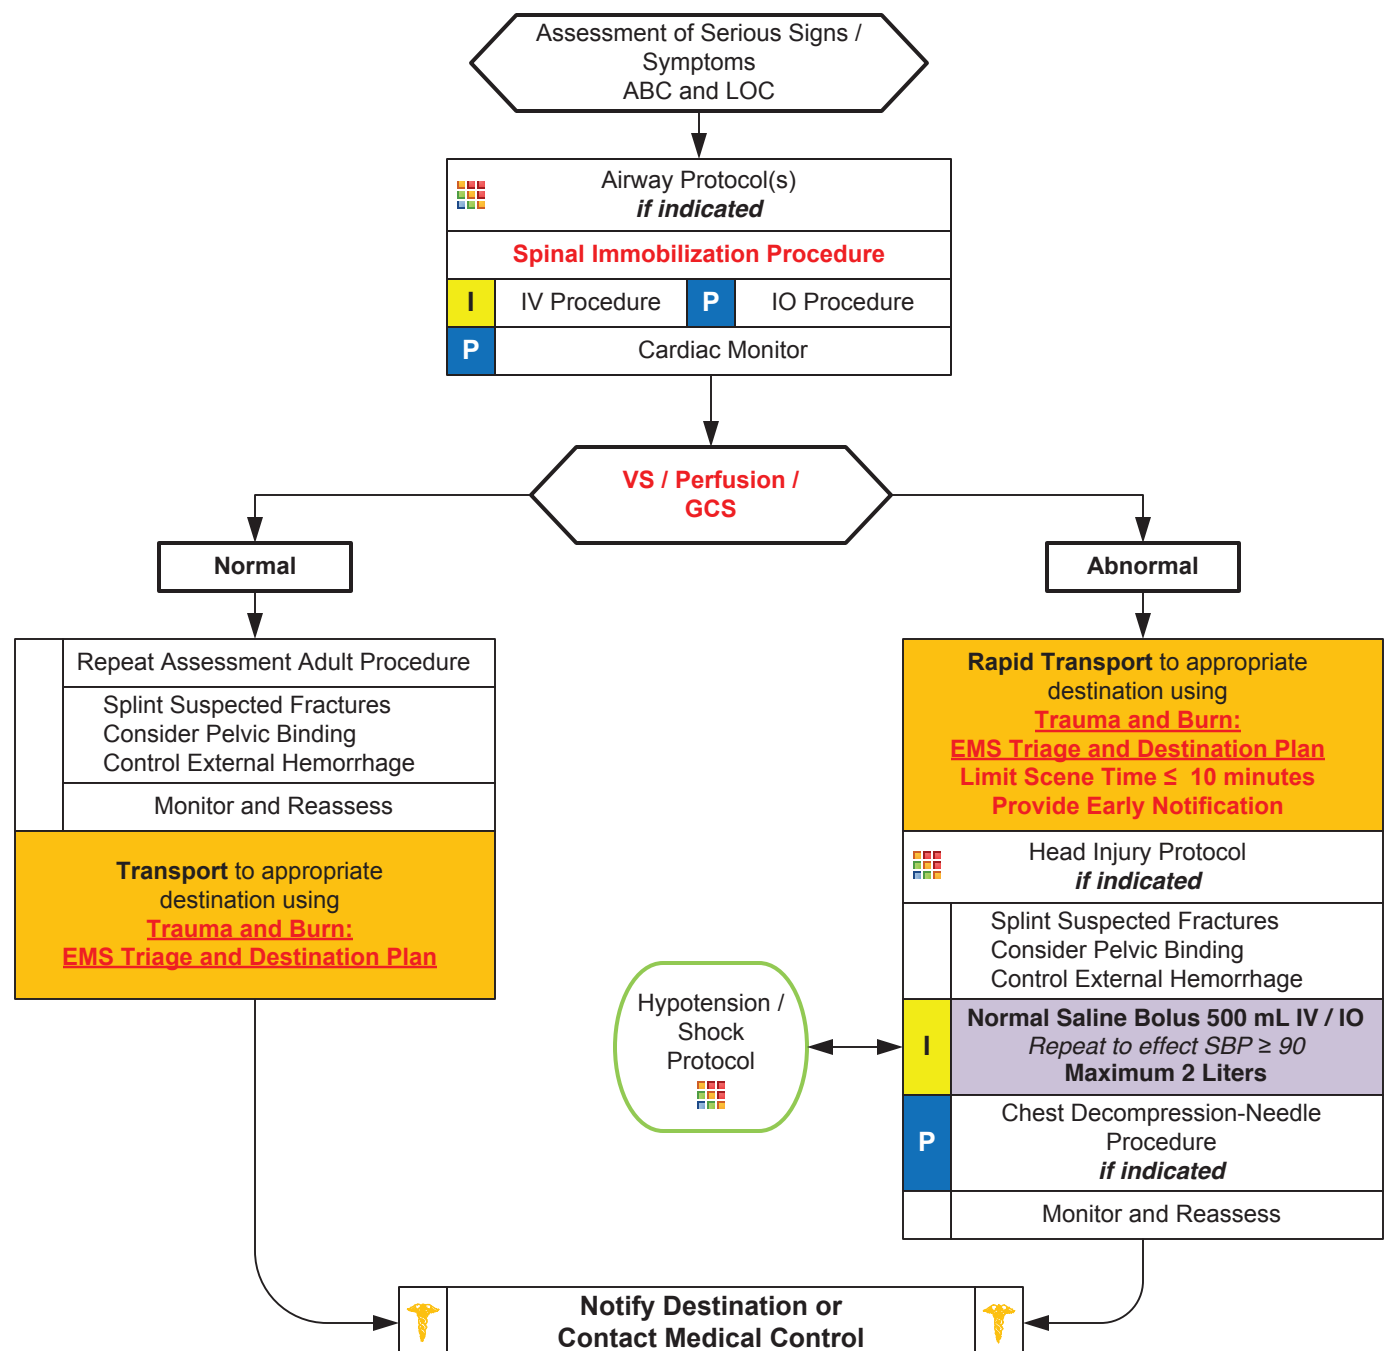 Assessment of Serious Signs /
Symptoms
ABC and LOC
Airway Protocol(s)
if indicated
Spinal Immobilization Procedure
I
IV Procedure
P
IO Procedure
P
Cardiac Monitor
VS / Perfusion /
GCS
Normal
Abnormal
Repeat Assessment Adult Procedure
Splint Suspected Fractures
Consider Pelvic Binding
Control External Hemorrhage
Monitor and Reassess
Transport to appropriate
destination using
Trauma and Burn:
EMS Triage and Destination Plan
Rapid Transport to appropriate
destination using
Trauma and Burn:
EMS Triage and Destination Plan
Limit Scene Time ≤ 10 minutes
Provide Early Notification
Head Injury Protocol
if indicated
Splint Suspected Fractures
Consider Pelvic Binding
Control External Hemorrhage
Hypotension /
Shock
Protocol
I
Normal Saline Bolus 500 mL IV / IO
Repeat to effect SBP ≥ 90
Maximum 2 Liters
P
Chest Decompression-Needle
Procedure
if indicated
Monitor and Reassess
Notify Destination or
Contact Medical Control